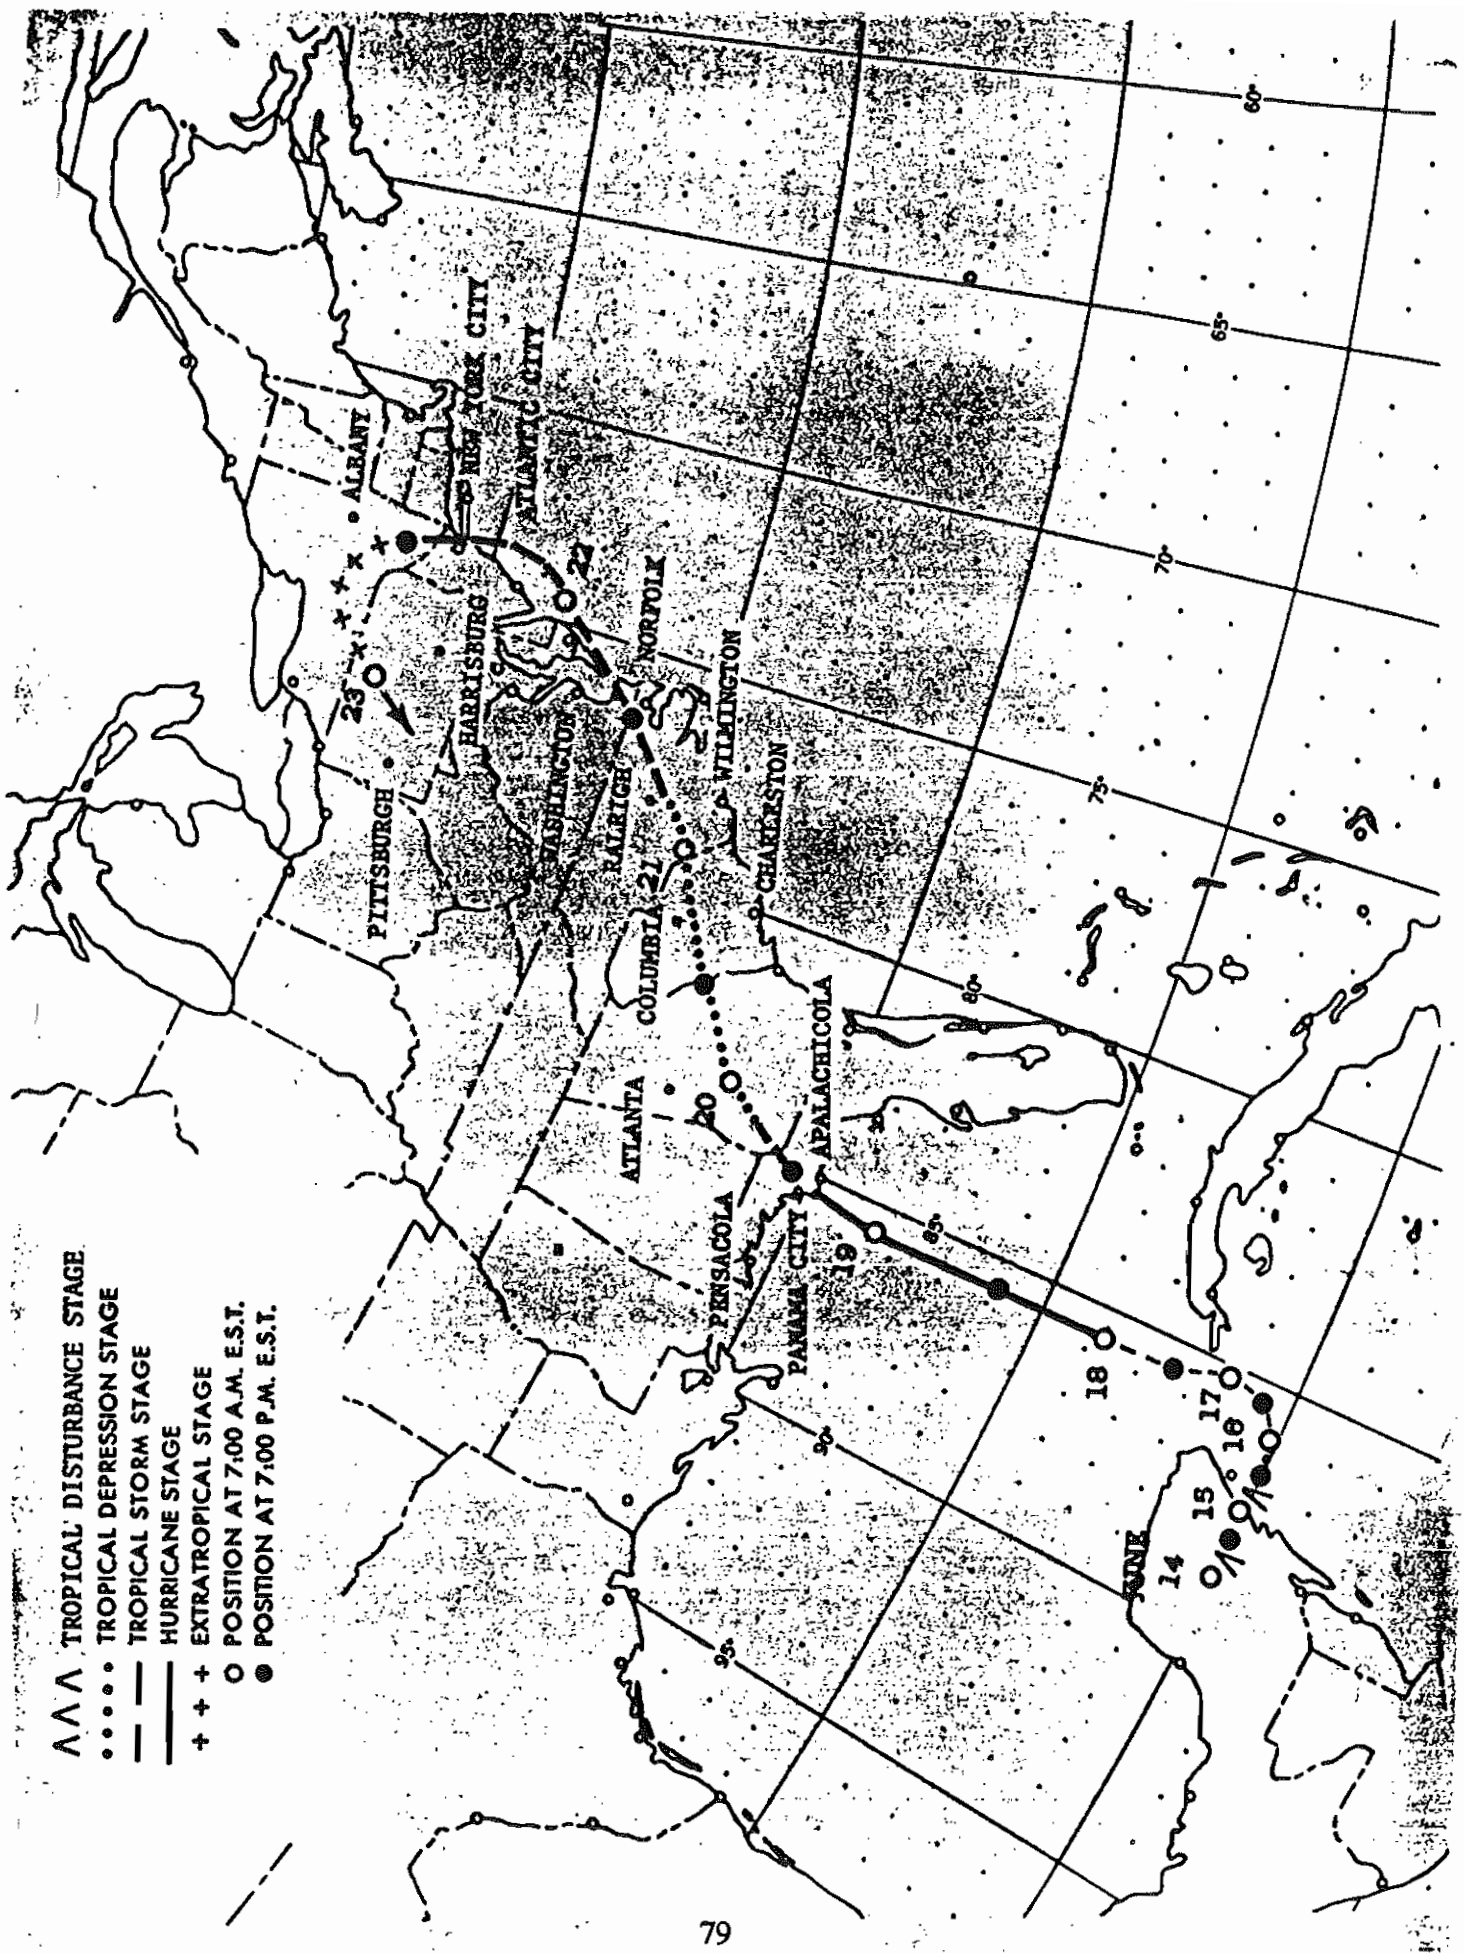 ΛΛΛ TROPICAL DISTURBANCE STAGE
•••• TROPICAL DEPRESSION STAGE
— — TROPICAL STORM STAGE
—— HURRICANE STAGE
+ + + EXTRATROPICAL STAGE
○ POSITION AT 7:00 A.M. E.S.T.
● POSITION AT 7:00 P.M. E.S.T.
ALBANY
NEW YORK CITY
ATLANTIC CITY
23
22
PITTSBURGH
HARRISBURG
WASHINGTON
NORFOLK
RALEIGH
WILMINGTON
21
COLUMBIA
CHARLESTON
ATLANTA
20
APALACHICOLA
PENSACOLA
PANAMA CITY
19
18
17
16
15
14
JUNE
95°
90°
85°
80°
75°
70°
65°
60°
79